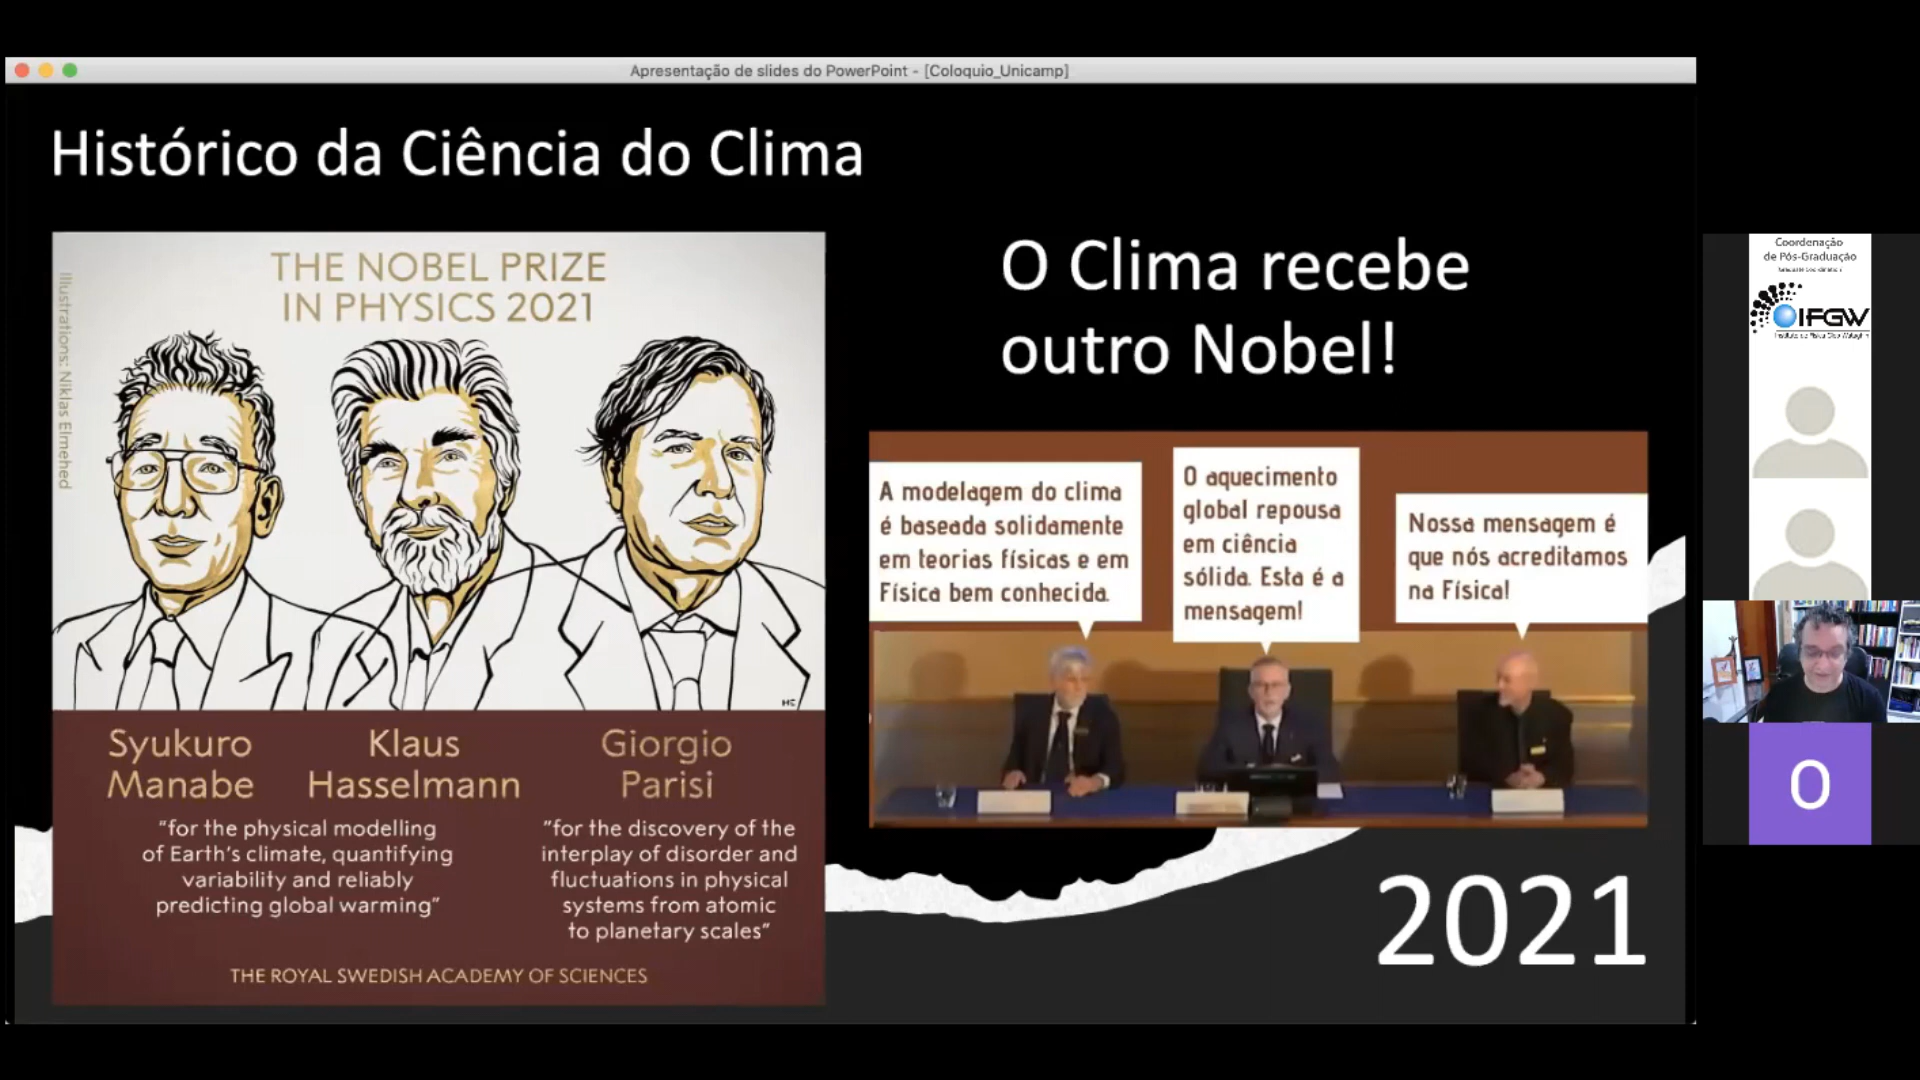 Apresentação de slides do PowerPoint - [Coloquio_Unicamp]
Histórico da Ciência do Clima
THE NOBEL PRIZE
IN PHYSICS 2021
Illustrations: Niklas Elmehed
Syukuro
Manabe
Klaus
Hasselmann
Giorgio
Parisi
"for the physical modelling
of Earth's climate, quantifying
variability and reliably
predicting global warming"
"for the discovery of the
interplay of disorder and
fluctuations in physical
systems from atomic
to planetary scales"
THE ROYAL SWEDISH ACADEMY OF SCIENCES
O Clima recebe
outro Nobel!
A modelagem do clima
é baseada solidamente
em teorias físicas e em
Física bem conhecida.
O aquecimento
global repousa
em ciência
sólida. Esta é a
mensagem!
Nossa mensagem é
que nós acreditamos
na Física!
2021
Coordenação
de Pós-Graduação
IFGW
Instituto de Física Gleb Wataghin
O